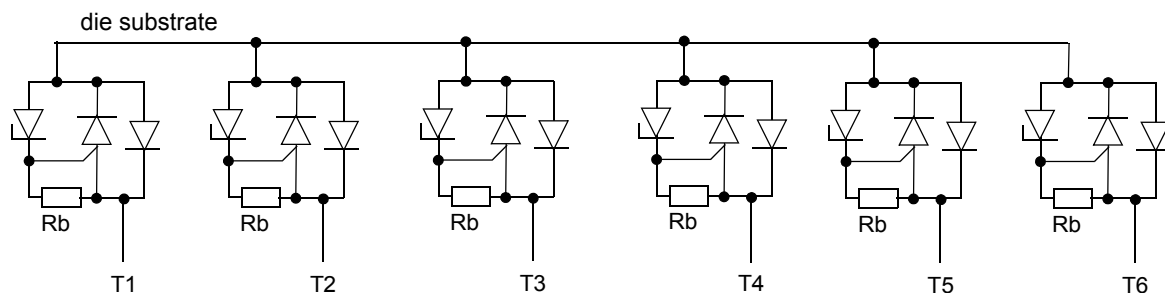 die substrate
Rb Rb Rb Rb Rb Rb
T1 T2 T3 T4 T5 T6